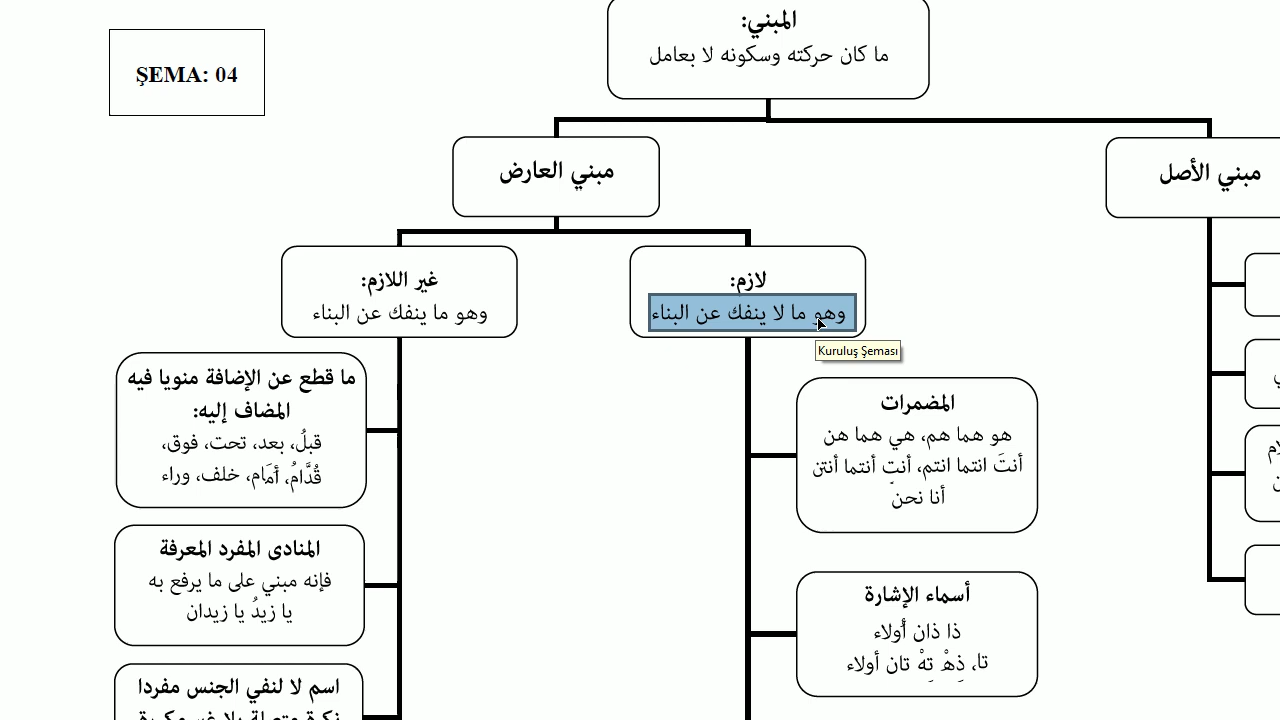 المبني:
ما كان حركته وسكونه لا بعامل
ŞEMA: 04
مبني الأصل
مبني العارض
لازم:
وهو ما لا ينفك عن البناء
غير اللازم:
وهو ما ينفك عن البناء
Kuruluş Şeması
المضمرات
هو هما هم، هي هما هن
أنتَ انتما انتم، أنتِ أنتما أنتن
أنا نحن
أسماء الإشارة
ذا ذان أُولاء
تا، ذِهْ تِهْ تان أولاء
ما قطع عن الإضافة منويا فيه
المضاف إليه:
قبلُ، بعد، تحت، فوق،
قُدَّامُ، أمَام، خلف، وراء
المنادى المفرد المعرفة
فإنه مبني على ما يرفع به
يا زيدُ يا زيدان
اسم لا لنفي الجنس مفردا